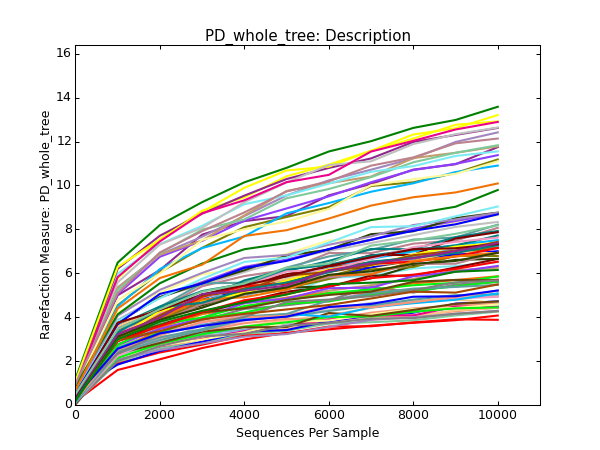 PD_whole_tree: Description
16
14
12
10
8
6
4
2
0
Rarefaction Measure: PD_whole_tree
0 2000 4000 6000 8000 10000
Sequences Per Sample